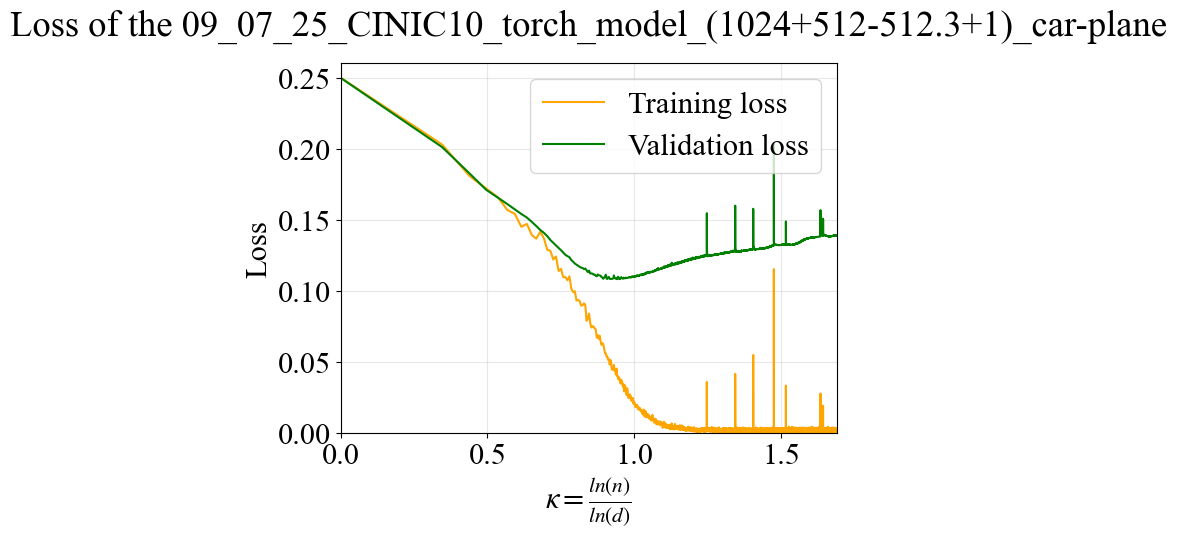 Loss of the 09_07_25_CINIC10_torch_model_(1024+512-512.3+1)_car-plane
0.25
0.20
0.15
0.10
0.05
0.00
Loss
Training loss
Validation loss
0.0 0.5 1.0 1.5
κ = ln(n)/ln(d)